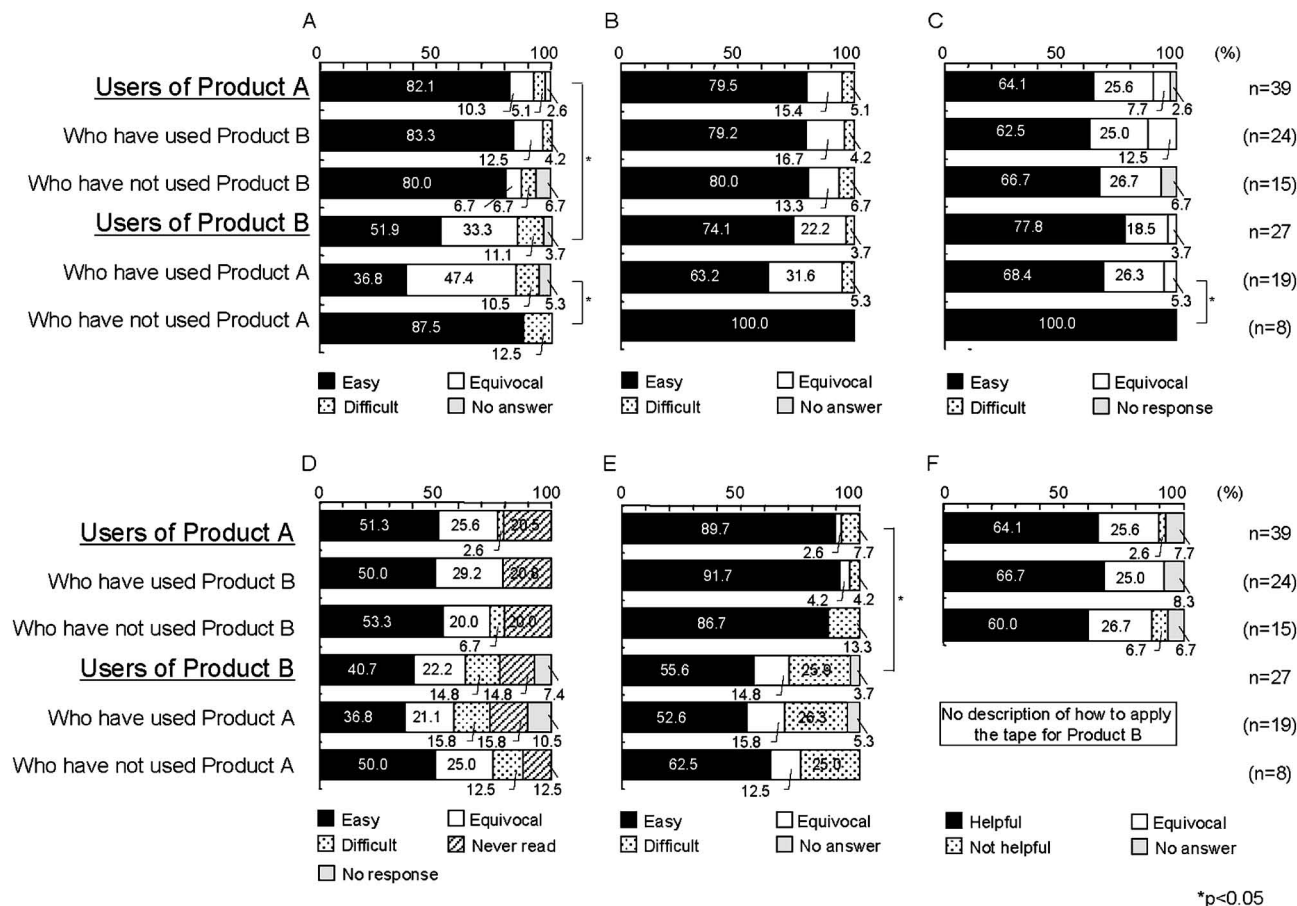 A
B
C
0 50 100
0 50 100
0 50 100 (%)
Users of Product A 82.1 79.5 64.1 25.6 n=39
10.3 5.1 2.6 15.4 5.1 7.7 2.6
Who have used Product B 83.3 79.2 62.5 25.0 (n=24)
12.5 4.2 16.7 4.2 12.5
*
Who have not used Product B 80.0 80.0 66.7 26.7 (n=15)
6.7 6.7 6.7 13.3 6.7 6.7
Users of Product B 51.9 33.3 74.1 22.2 77.8 18.5 n=27
11.1 3.7 3.7 3.7
Who have used Product A 36.8 47.4 63.2 31.6 68.4 26.3 (n=19)
10.5 5.3 * 5.3 5.3 *
Who have not used Product A 87.5 100.0 100.0 (n=8)
12.5
Easy Equivocal
Difficult No answer
Easy Equivocal
Difficult No answer
Easy Equivocal
Difficult No response
D
E
F
0 50 100
0 50 100
0 50 100 (%)
Users of Product A 51.3 25.6 20.5 89.7 64.1 25.6 n=39
2.6 2.6 7.7 2.6 7.7
Who have used Product B 50.0 29.2 20.8 91.7 66.7 25.0 (n=24)
4.2 4.2 8.3
*
Who have not used Product B 53.3 20.0 20.0 86.7 60.0 26.7 (n=15)
6.7 13.3 6.7 6.7
Users of Product B 40.7 22.2 55.6 25.9 n=27
14.8 14.8 7.4 14.8 3.7
Who have used Product A 36.8 21.1 52.6 26.3 (n=19)
15.8 15.8 10.5 15.8 5.3
No description of how to apply
the tape for Product B
Who have not used Product A 50.0 25.0 62.5 25.0 (n=8)
12.5 12.5 12.5
Easy Equivocal
Difficult Never read
No response
Easy Equivocal
Difficult No answer
Helpful Equivocal
Not helpful No answer
*p<0.05